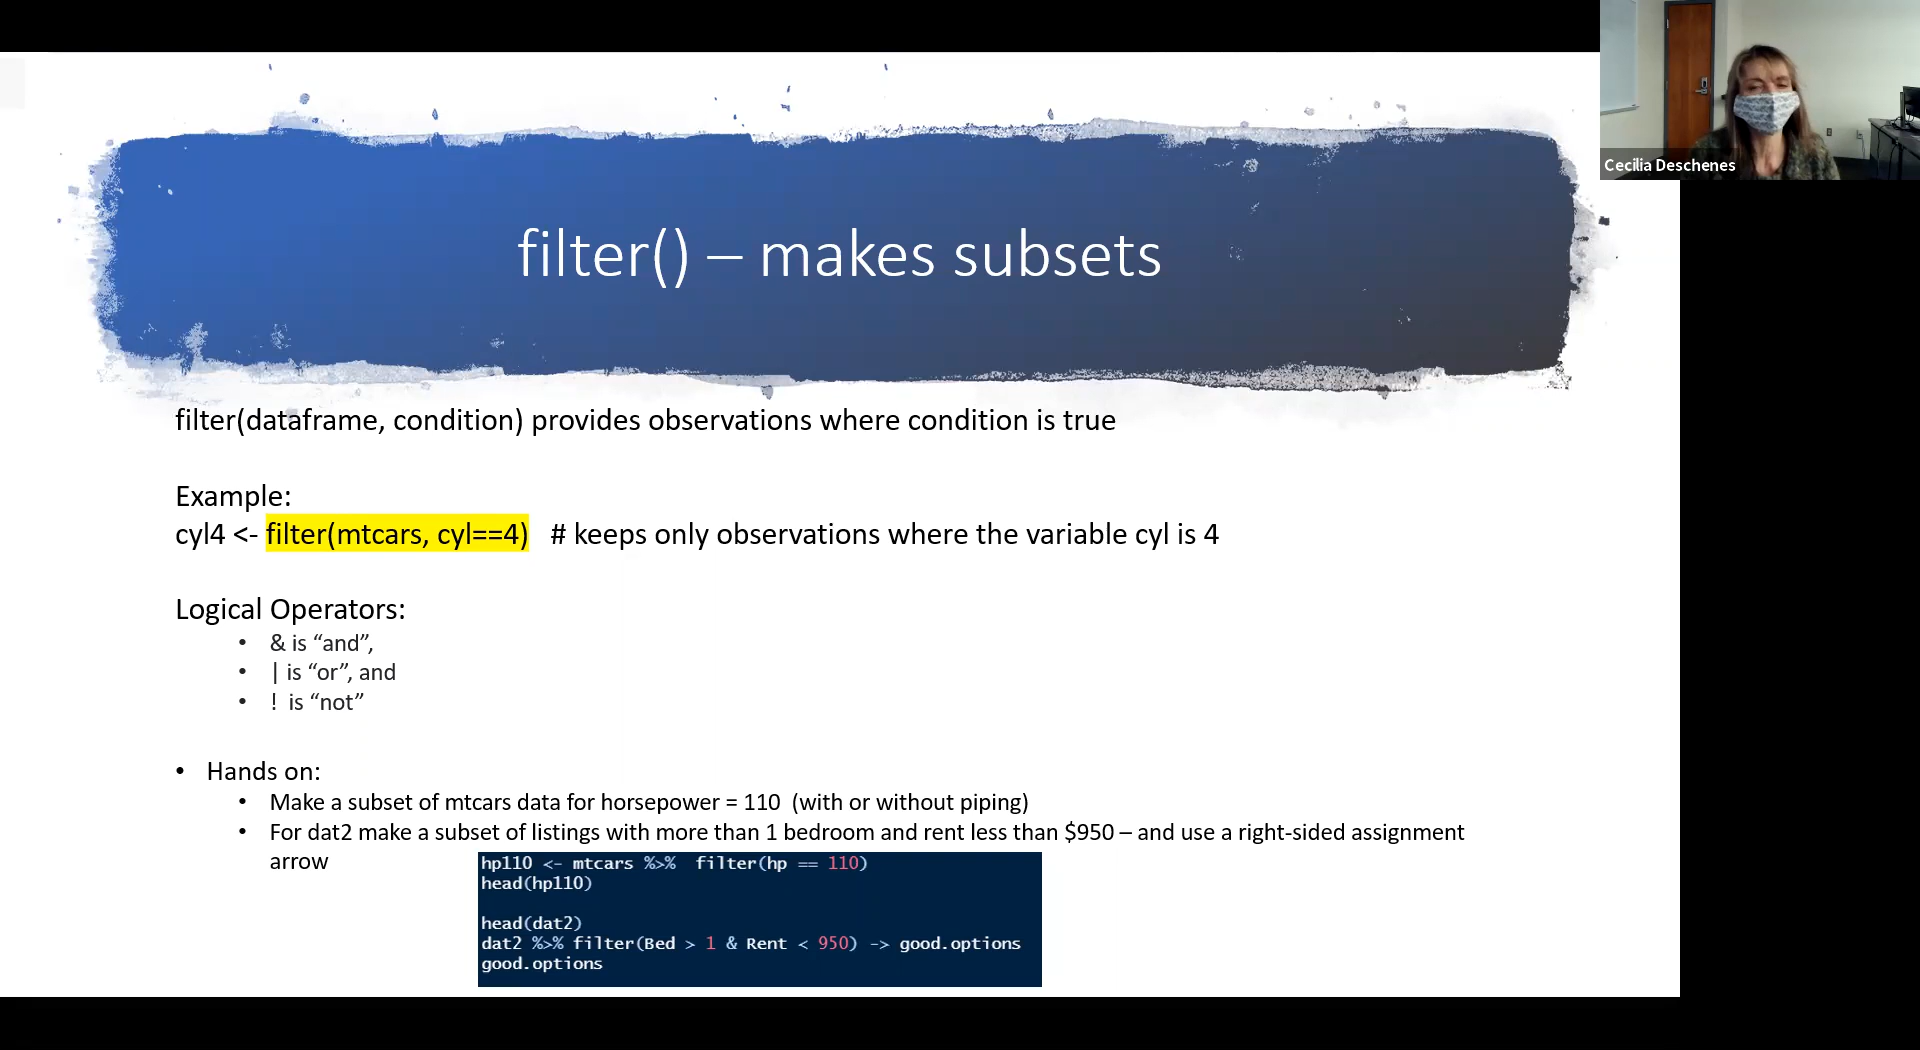 filter() – makes subsets
Cecilia Deschenes
filter(dataframe, condition) provides observations where condition is true
Example:
cyl4 <- filter(mtcars, cyl==4)   # keeps only observations where the variable cyl is 4
Logical Operators:
• & is “and”,
• | is “or”, and
• ! is “not”
• Hands on:
• Make a subset of mtcars data for horsepower = 110  (with or without piping)
• For dat2 make a subset of listings with more than 1 bedroom and rent less than $950 – and use a right-sided assignment
arrow
hp110 <- mtcars %>%  filter(hp == 110)
head(hp110)
head(dat2)
dat2 %>% filter(Bed > 1 & Rent < 950) -> good.options
good.options